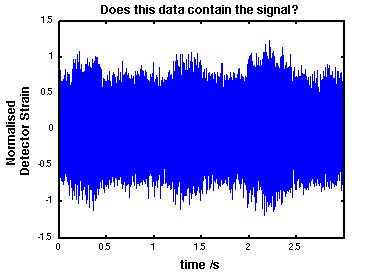 Does this data contain the signal?
1.5
1
0.5
0
-0.5
-1
-1.5
Normalised
Detector Strain
0 0.5 1 1.5 2 2.5
time /s